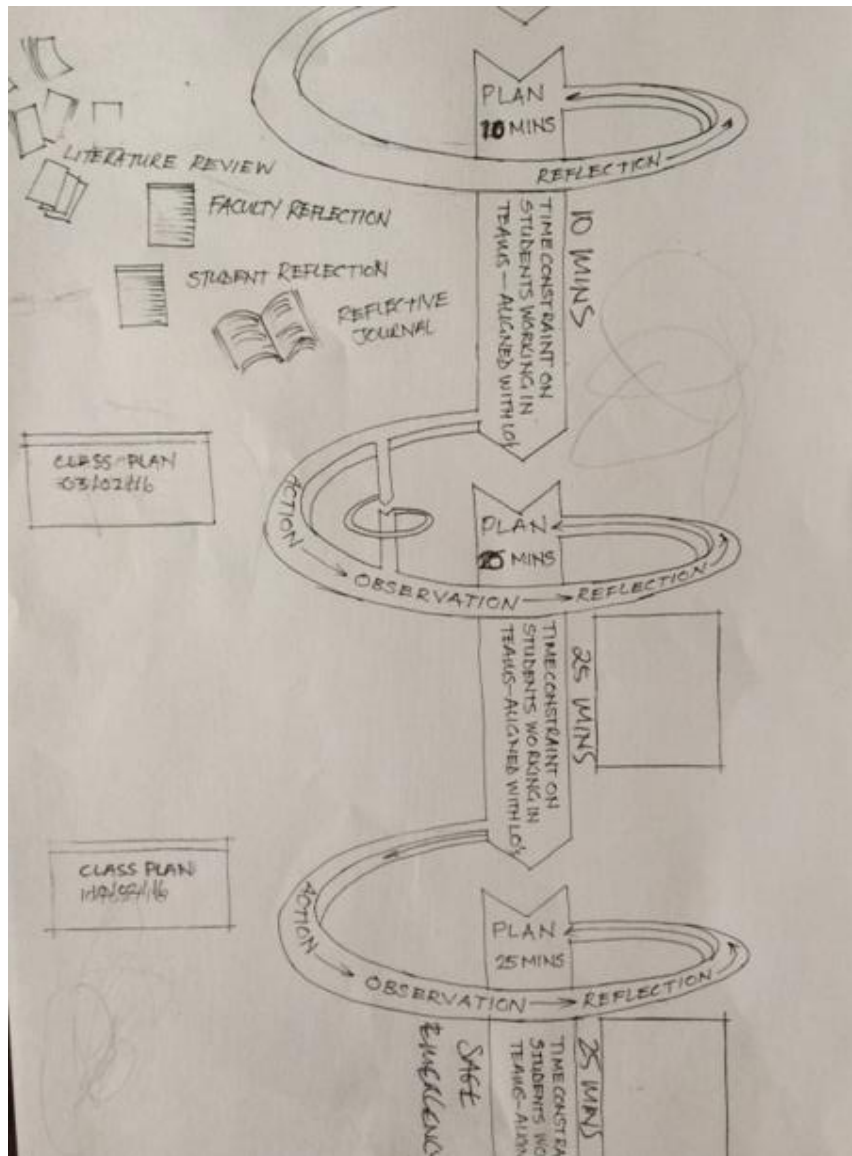 PLAN
10 MINS
REFLECTION
LITERATURE REVIEW
FACULTY REFLECTION
STUDENT REFLECTION
REFLECTIVE
JOURNAL
10 MINS
TIME CONSTRAINT ON
STUDENTS WORKING IN
TEAMS - ALIGNED WITH LO's
CLASS PLAN
03/02/16
ACTION
OBSERVATION
REFLECTION
PLAN
MINS
25 MINS
TIME CONSTRAINT ON
STUDENTS WORKING IN
TEAMS - ALIGNED WITH LO's
CLASS PLAN
ACTION
OBSERVATION
REFLECTION
PLAN
25 MINS
25 MINS
TIME CONSTRA
STUDENTS WO
TEAMS - ALIGN
SAGE